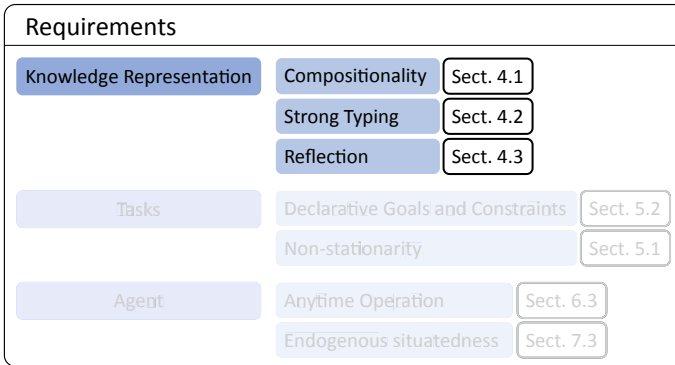 Requirements
Knowledge Representation
Compositionality Sect. 4.1
Strong Typing Sect. 4.2
Reflection Sect. 4.3
Tasks
Declarative Goals and Constraints Sect. 5.2
Non-stationarity Sect. 5.1
Agent
Anytime Operation Sect. 6.3
Endogenous situatedness Sect. 7.3